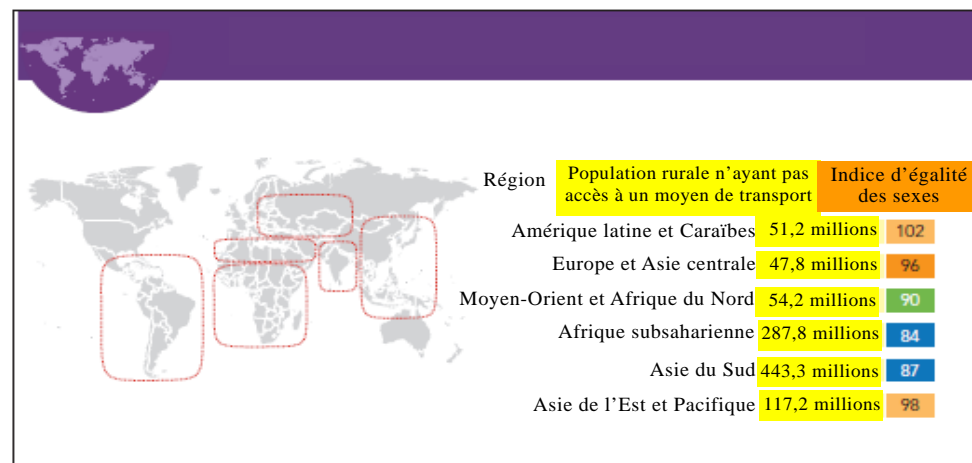 Région
Population rurale n’ayant pas
accès à un moyen de transport
Indice d’égalité
des sexes
Amérique latine et Caraïbes 51,2 millions 102
Europe et Asie centrale 47,8 millions 96
Moyen-Orient et Afrique du Nord 54,2 millions 90
Afrique subsaharienne 287,8 millions 84
Asie du Sud 443,3 millions 87
Asie de l’Est et Pacifique 117,2 millions 98